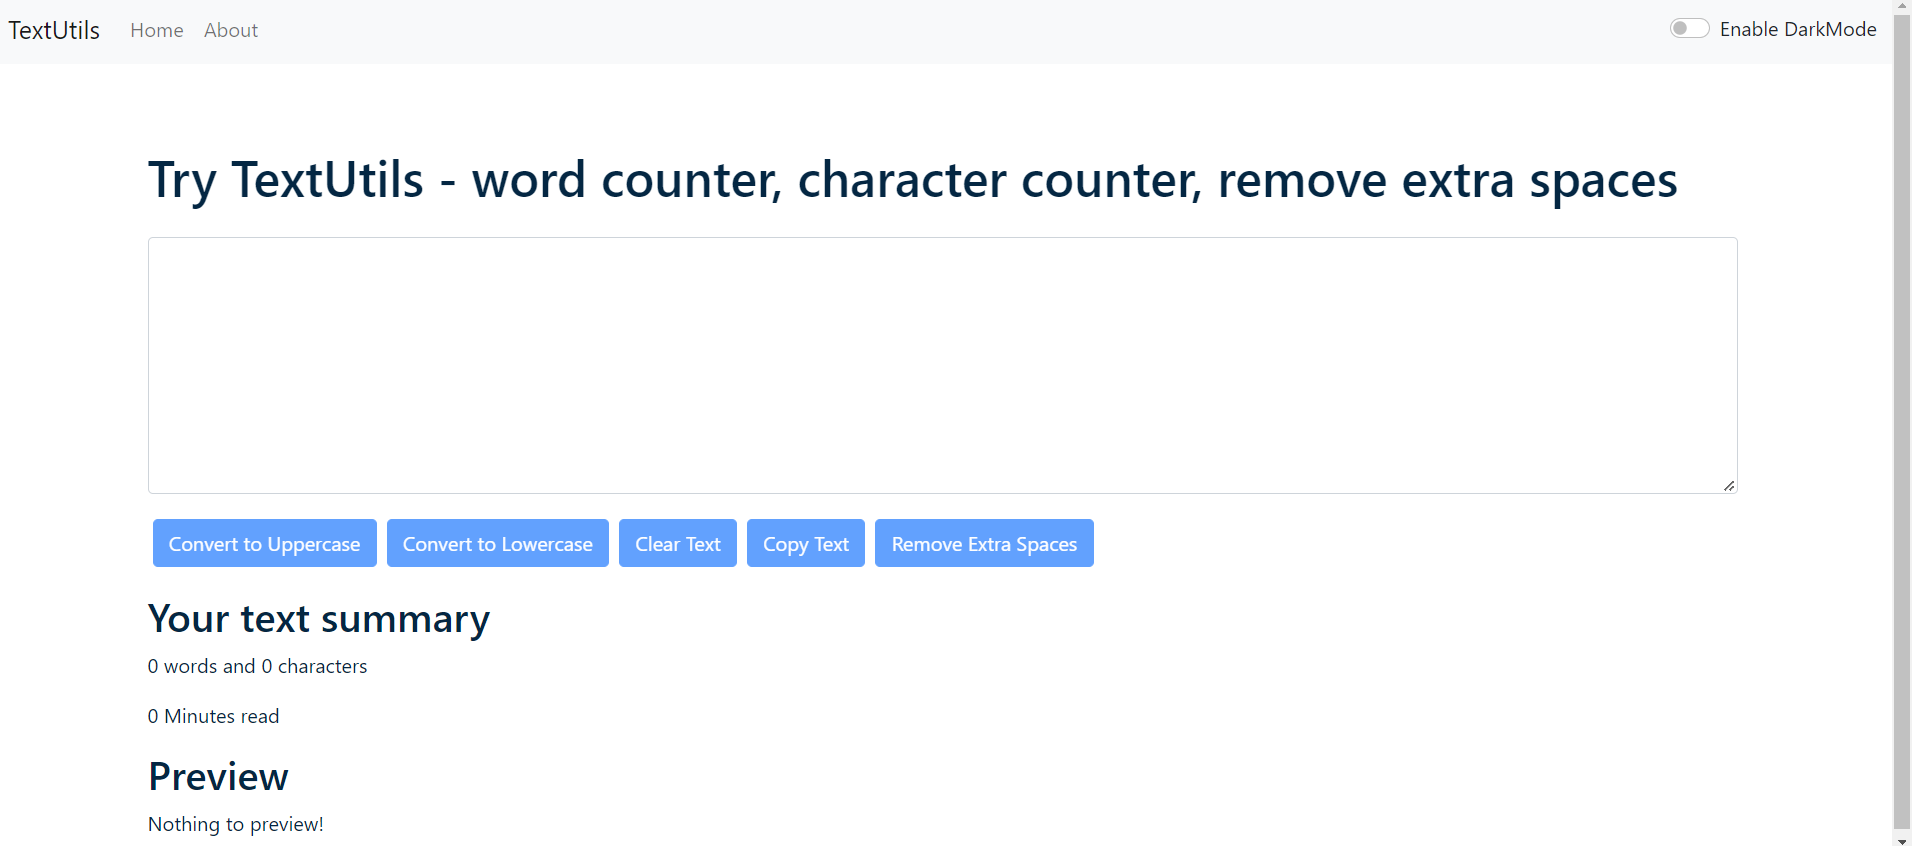 TextUtils Home About Enable DarkMode
Try TextUtils - word counter, character counter, remove extra spaces
Convert to Uppercase Convert to Lowercase Clear Text Copy Text Remove Extra Spaces
Your text summary
0 words and 0 characters
0 Minutes read
Preview
Nothing to preview!